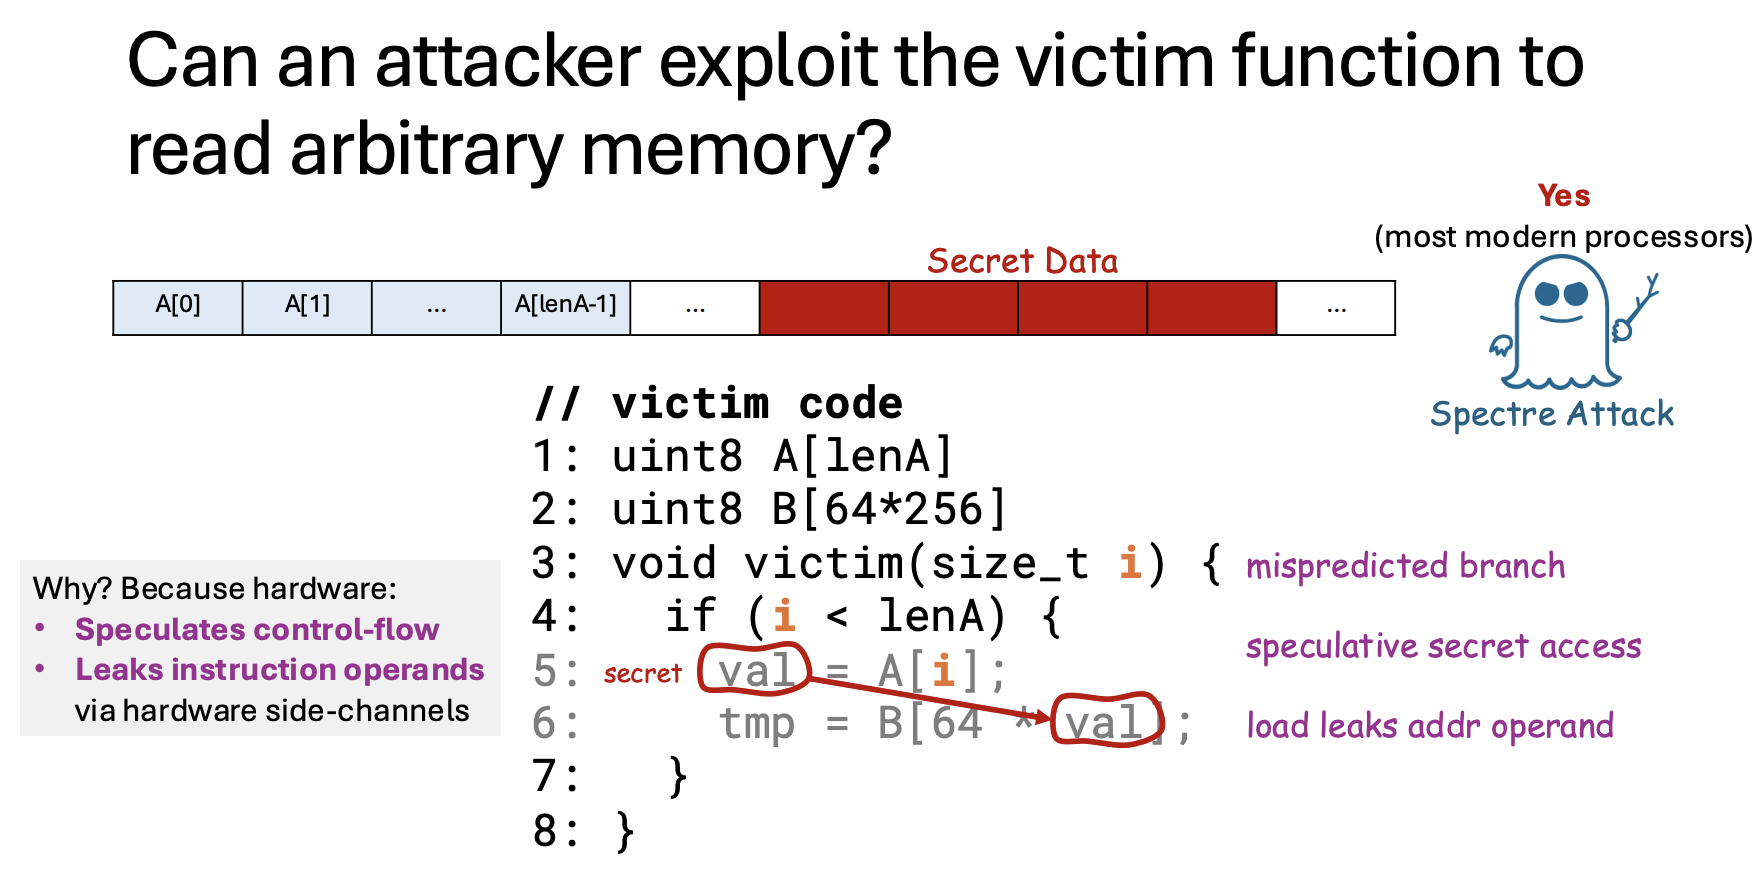 Can an attacker exploit the victim function to
read arbitrary memory?
Yes
(most modern processors)
Secret Data
A[0] A[1] ... A[lenA-1] ... ...
Spectre Attack
// victim code
1: uint8 A[lenA]
2: uint8 B[64*256]
3: void victim(size_t i) { mispredicted branch
4: if (i < lenA) {
speculative secret access
5: secret val = A[i];
6: tmp = B[64 * val]; load leaks addr operand
7: }
8: }
Why? Because hardware:
• Speculates control-flow
• Leaks instruction operands
via hardware side-channels